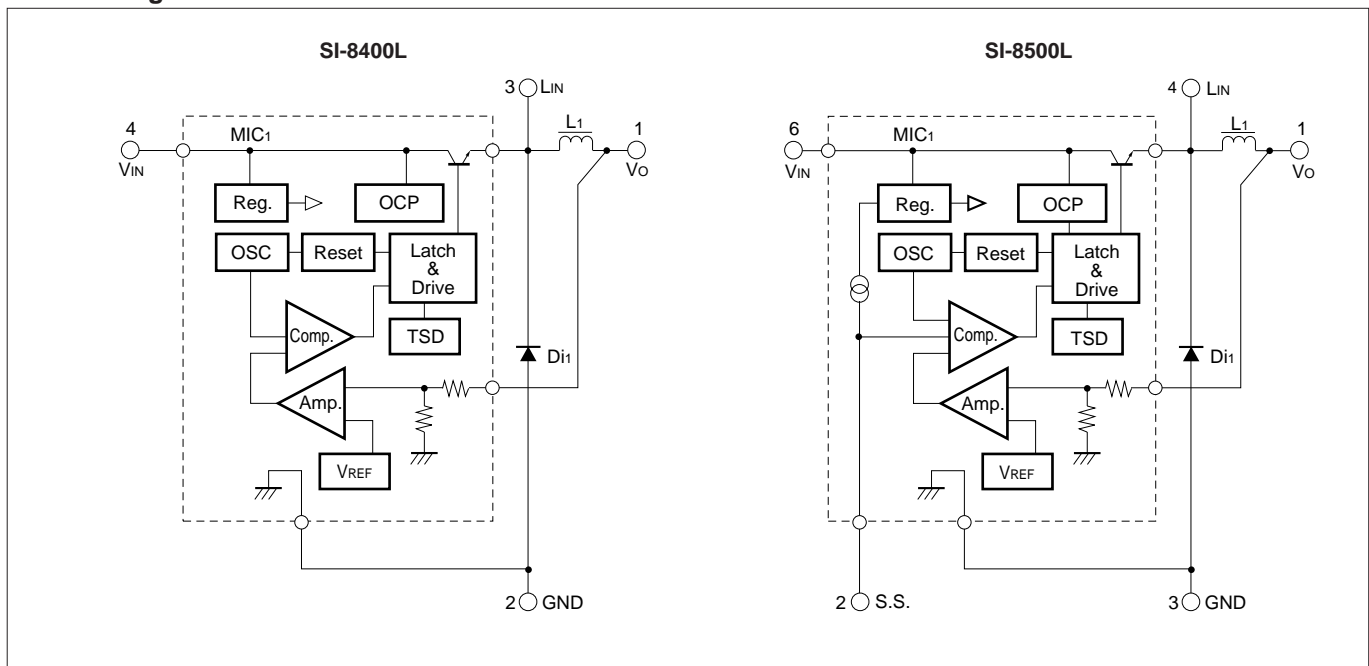 SI-8400L
3 LIN
4
VIN
MIC1
L1
1
VO
Reg.
OCP
OSC
Reset
Latch
&
Drive
Comp.
TSD
Di1
Amp.
VREF
2 GND
SI-8500L
4 LIN
6
VIN
MIC1
L1
1
VO
Reg.
OCP
OSC
Reset
Latch
&
Drive
Comp.
TSD
Di1
Amp.
VREF
2 S.S.
3 GND